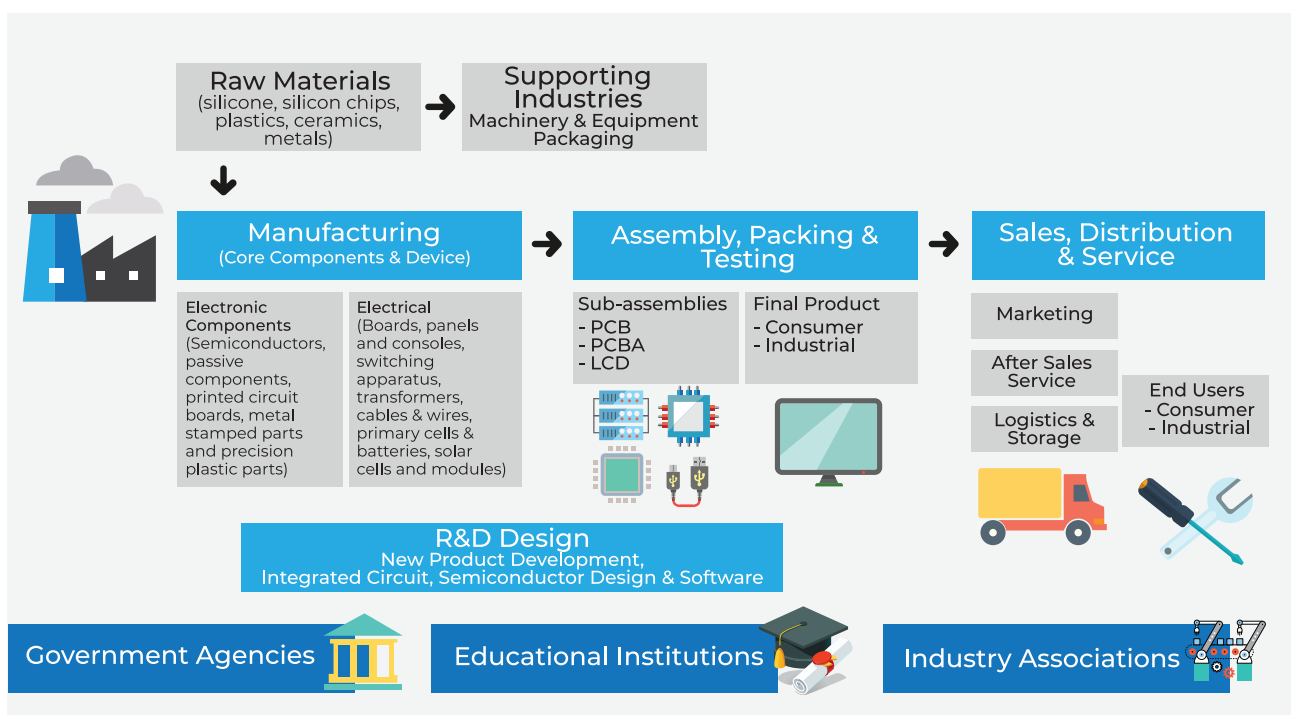 Raw Materials
(silicone, silicon chips,
plastics, ceramics,
metals)
Supporting
Industries
Machinery & Equipment
Packaging
Manufacturing
(Core Components & Device)
Assembly, Packing &
Testing
Sales, Distribution
& Service
Electronic
Components
(Semiconductors,
passive
components,
printed circuit
boards, metal
stamped parts
and precision
plastic parts)
Electrical
(Boards, panels
and consoles,
switching
apparatus,
transformers,
cables & wires,
primary cells &
batteries, solar
cells and modules)
Sub-assemblies
- PCB
- PCBA
- LCD
Final Product
- Consumer
- Industrial
Marketing
After Sales
Service
Logistics &
Storage
End Users
- Consumer
- Industrial
R&D Design
New Product Development,
Integrated Circuit, Semiconductor Design & Software
Government Agencies
Educational Institutions
Industry Associations